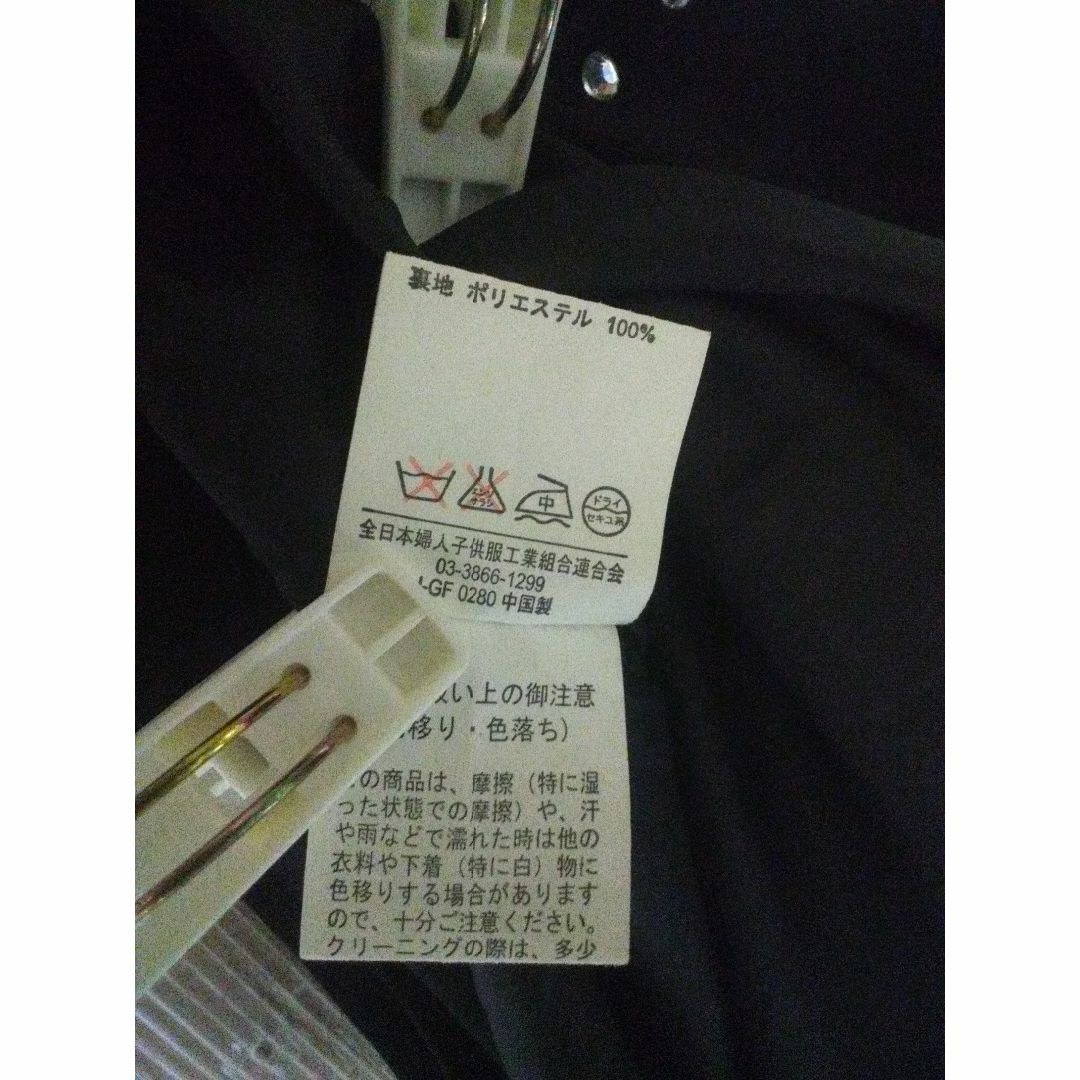 裏地 ポリエステル 100%
エンソ サラシ 中 ドライ セキユ系
全日本婦人子供服工業組合連合会
03-3866-1299
-GF 0280 中国製
扱い上の御注意
移り・色落ち）
の商品は、摩擦（特に湿
った状態での摩擦）や、汗
や雨などで濡れた時は他の
衣料や下着（特に白）物に
色移りする場合があります
ので、十分ご注意ください。
クリーニングの際は、多少